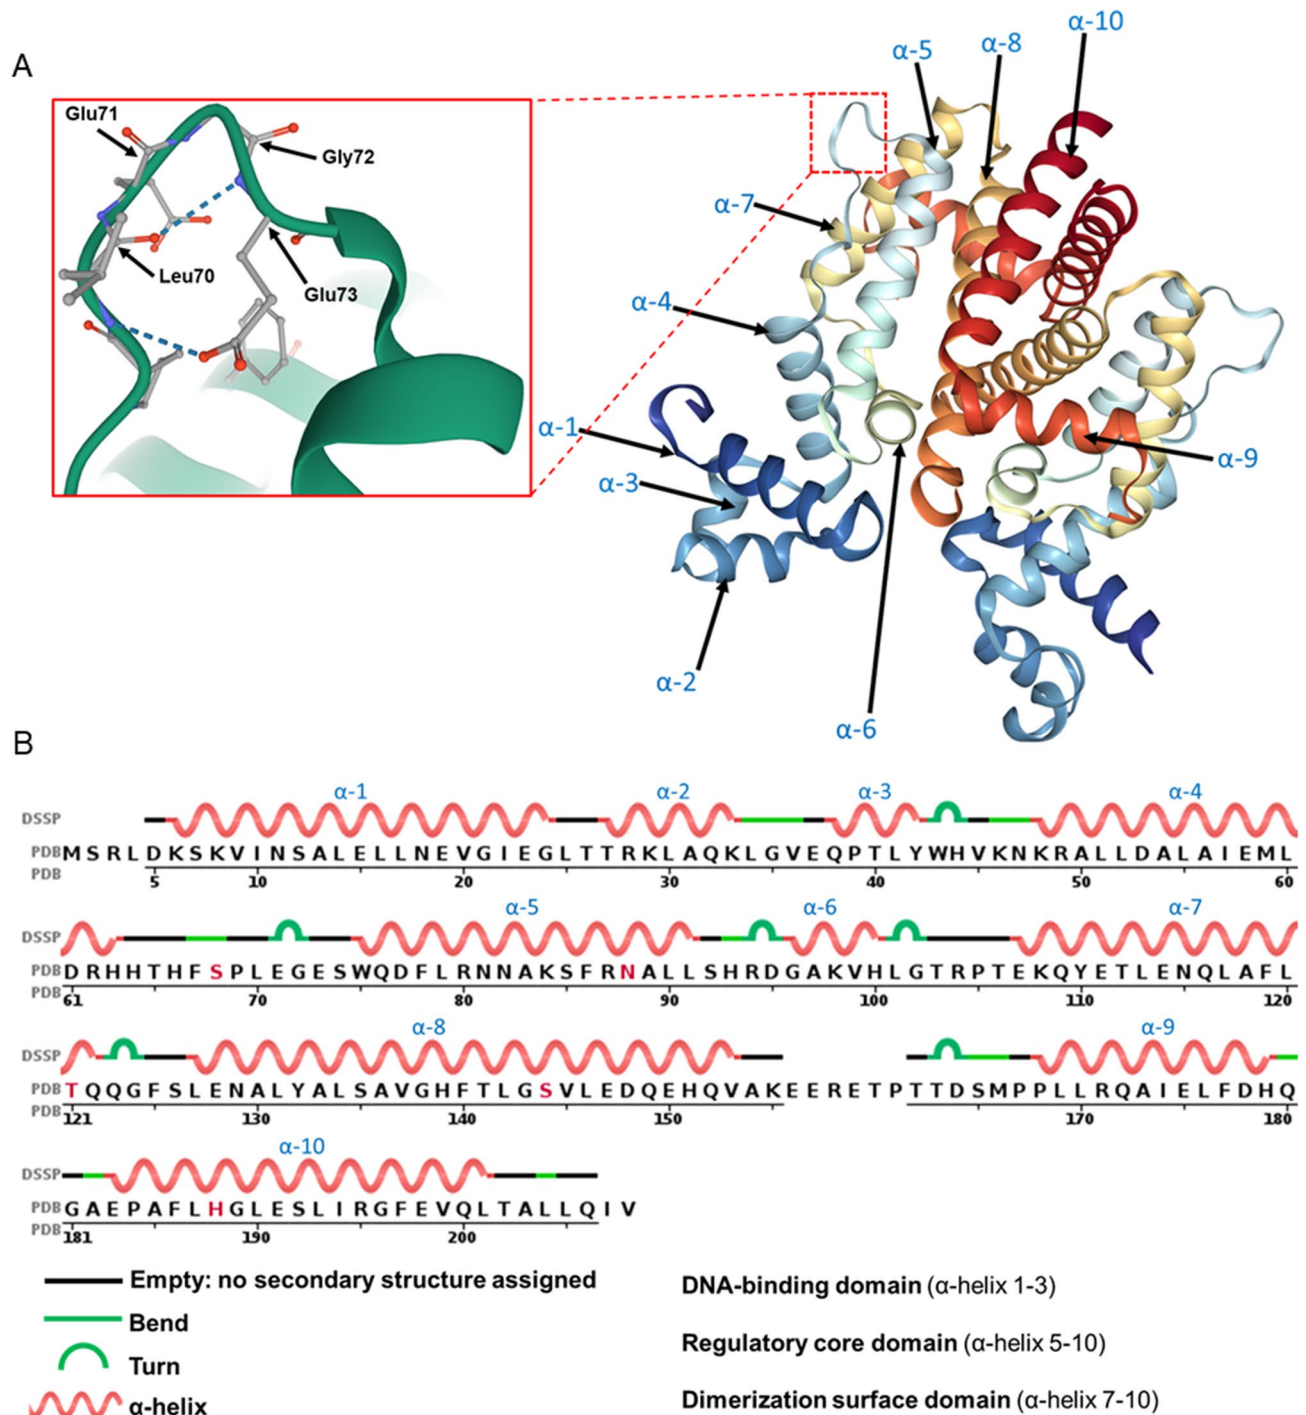 A
Glu71
Gly72
Leu70
Glu73
α-5
α-8
α-10
α-7
α-4
α-1
α-3
α-9
α-2
α-6
B
α-1 α-2 α-3 α-4
DSSP
PDB MSRLDKSKVINSALELLNEVGIEGLTTRKLAQKLGVEQPTLYWHVKNKRALLDALAIEML
PDB 5 10 20 30 40 50 60
α-5 α-6 α-7
DSSP
PDB DRHHTHFSPLEGESWQDFLRNNAKSFRNALLSHRDGAKVHLGTRPTEKQYETLENQLAFL
PDB 61 70 80 90 100 110 120
α-8 α-9
DSSP
PDB TQQGFSLENALYALSAVGHFTLGSVLEDQEHQVAKEERETPTTDSMPPLLRQAIELFDHQ
PDB 121 130 140 150 170 180
α-10
DSSP
PDB GAEPAFLHGLESLIRGFEVQLTALLQIV
PDB 181 190 200
Empty: no secondary structure assigned
Bend
Turn
α-helix
DNA-binding domain (α-helix 1-3)
Regulatory core domain (α-helix 5-10)
Dimerization surface domain (α-helix 7-10)